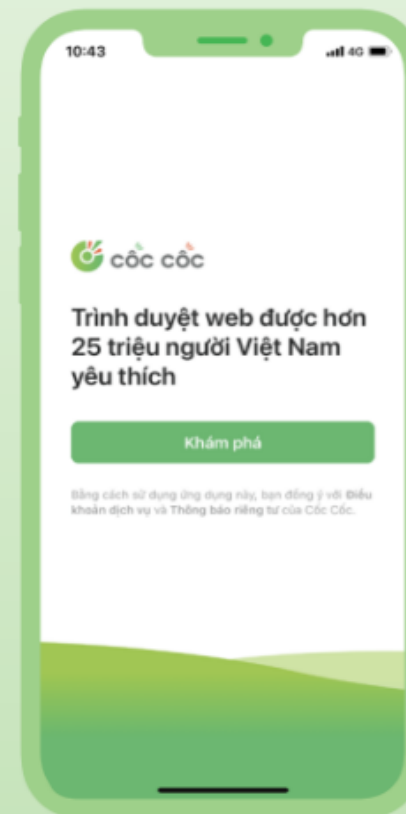 10:43
4G
cốc cốc
Trình duyệt web được hơn
25 triệu người Việt Nam
yêu thích
Khám phá
Bằng cách sử dụng ứng dụng này, bạn đồng ý với Điều
khoản dịch vụ và Thông báo riêng tư của Cốc Cốc.